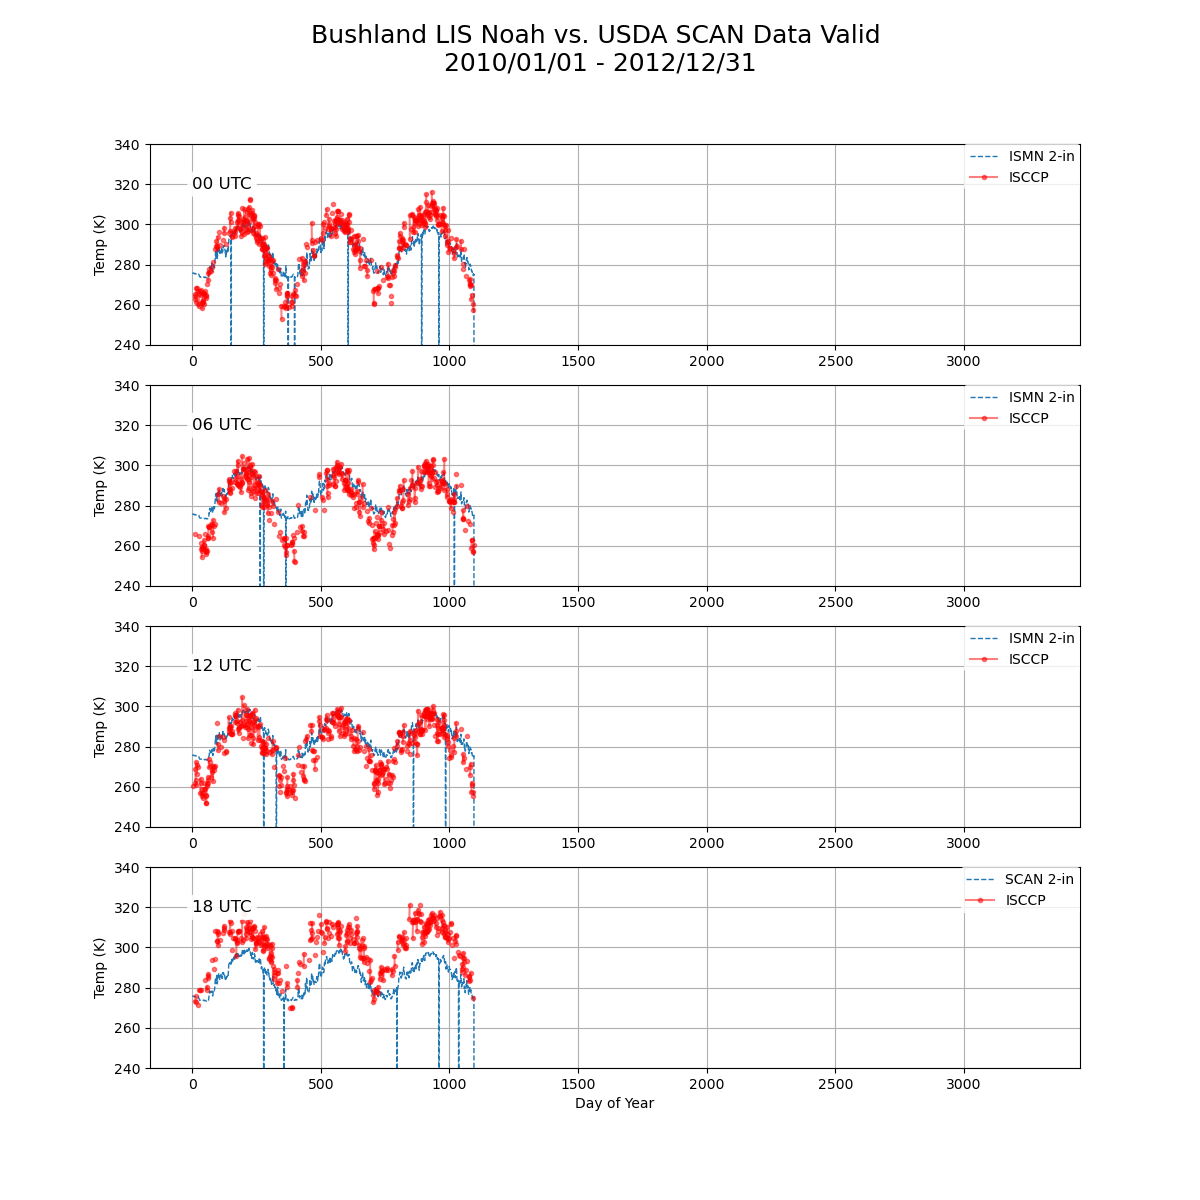 Bushland LIS Noah vs. USDA SCAN Data Valid
2010/01/01 - 2012/12/31
340
320
300
280
260
240
Temp (K)
00 UTC
ISMN 2-in
ISCCP
0 500 1000 1500 2000 2500 3000
340
320
300
280
260
240
Temp (K)
06 UTC
ISMN 2-in
ISCCP
0 500 1000 1500 2000 2500 3000
340
320
300
280
260
240
Temp (K)
12 UTC
ISMN 2-in
ISCCP
0 500 1000 1500 2000 2500 3000
340
320
300
280
260
240
Temp (K)
18 UTC
SCAN 2-in
ISCCP
0 500 1000 1500 2000 2500 3000
Day of Year